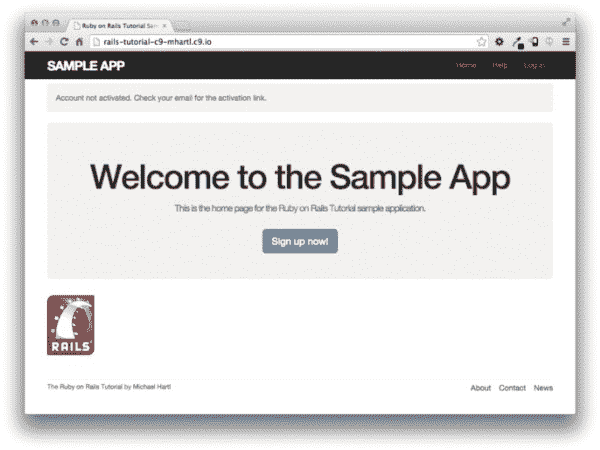 Ruby on Rails Tutorial Sam
rails-tutorial-c9-mhartl.c9.io
SAMPLE APP
Home Help Log in
Account not activated. Check your email for the activation link.
Welcome to the Sample App
This is the home page for the Ruby on Rails Tutorial sample application.
Sign up now!
RAILS
The Ruby on Rails Tutorial by Michael Hartl
About Contact News